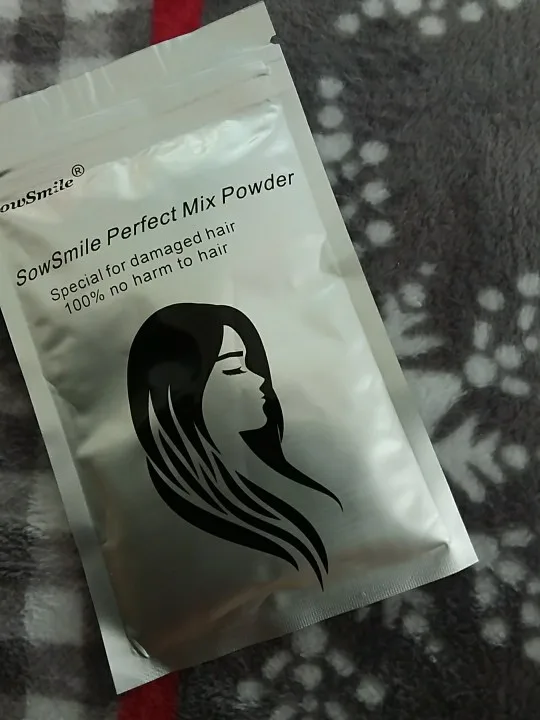 owSmile®
SowSmile Perfect Mix Powder
Special for damaged hair
100% no harm to hair